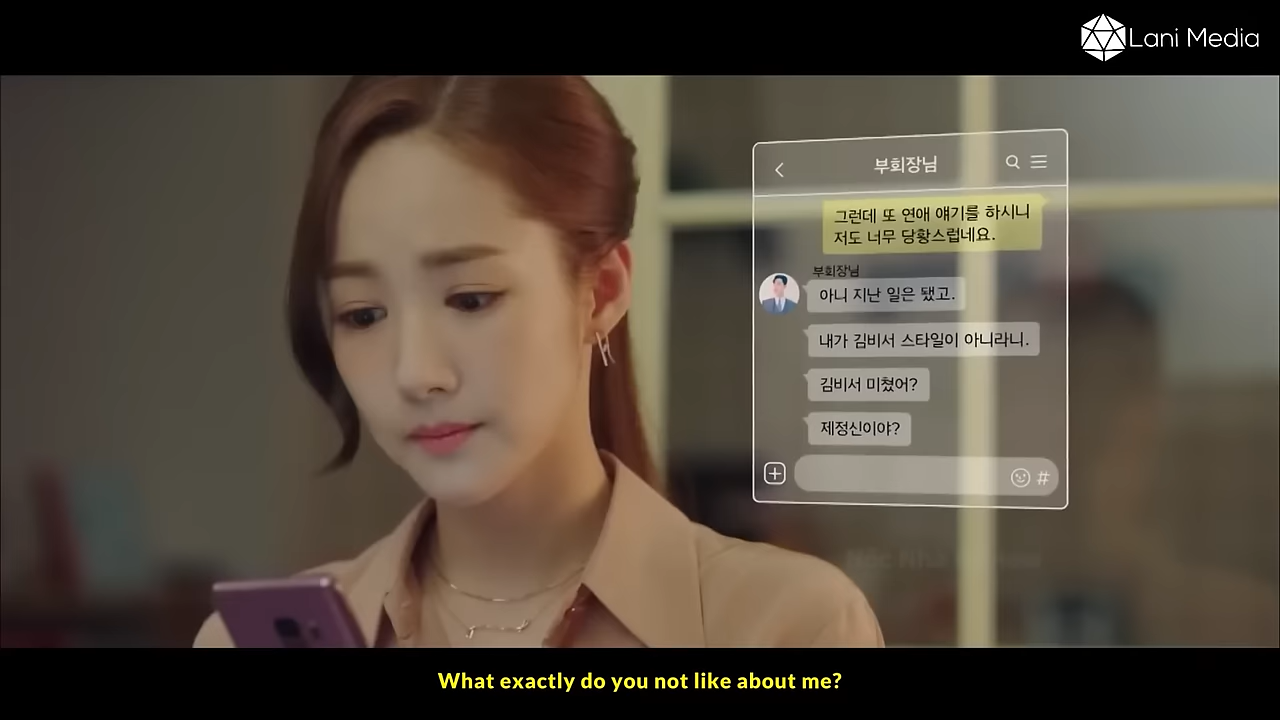 Lani Media
부회장님
그런데 또 연애 얘기를 하시니
저도 너무 당황스럽네요.
부회장님
아니 지난 일은 됐고.
내가 김비서 스타일이 아니라니.
김비서 미쳤어?
제정신이야?
#
What exactly do you not like about me?